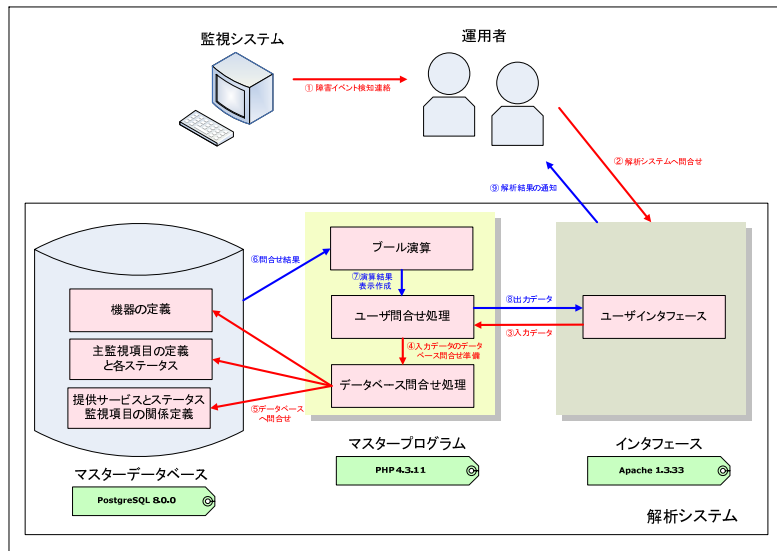 監視システム
運用者
① 障害イベント検知連絡
② 解析システムへ問合せ
⑨ 解析結果の通知
ブール演算
⑥問合せ結果
⑦演算結果
表示作成
機器の定義
ユーザ問合せ処理
⑧出力データ
③入力データ
ユーザインタフェース
④入力データのデータ
ベース問合せ準備
主監視項目の定義
と各ステータス
データベース問合せ処理
提供サービスとステータス
監視項目の関係定義
⑤データベース
へ問合せ
マスターデータベース
マスタープログラム
インタフェース
PostgreSQL 8.0.0
PHP 4.3.11
Apache 1.3.33
解析システム